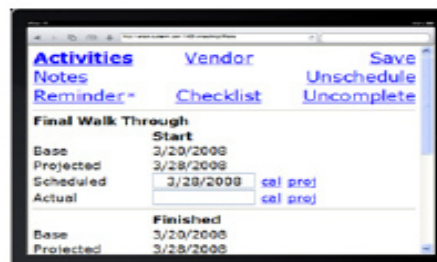 Activities Vendor Save
Notes Unschedule
Reminder Checklist Uncomplete
Final Walk Through
Start
Base 3/20/2008
Projected 3/28/2008
Scheduled 3/28/2008 cal proj
Actual cal proj
Finished
Base 3/20/2008
Projected 3/28/2008